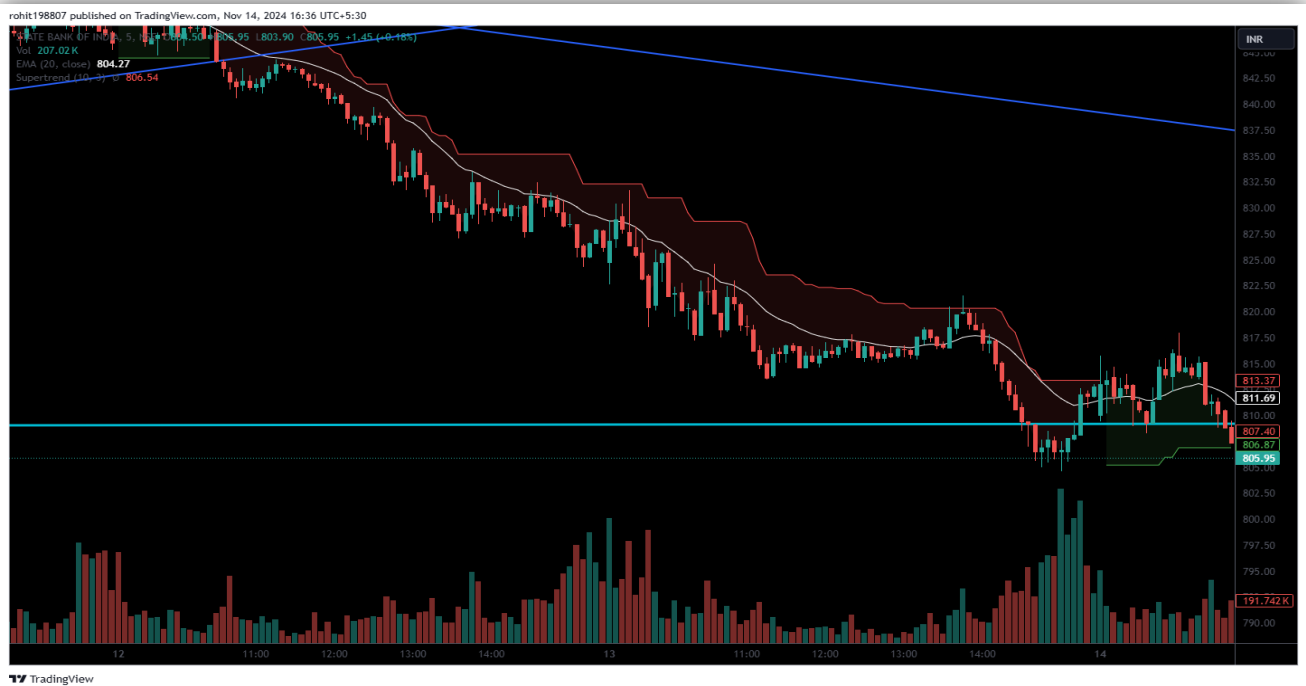 rohit198807 published on TradingView.com, Nov 14, 2024 16:36 UTC+5:30
INR
BANK OF 5, L803.90 C805.95 +1.45 (+0.18%)
Vol 207.02 K
EMA (20, close) 804.27
Supertrend (10, 3) 806.54
845.00
842.50
840.00
837.50
835.00
832.50
830.00
827.50
825.00
822.50
820.00
817.50
815.00
813.37
811.69
810.00
807.40
806.87
805.95
805.00
802.50
800.00
797.50
795.00
191.742 K
790.00
12 11:00 12:00 13:00 14:00 13 11:00 12:00 13:00 14:00 14
TradingView